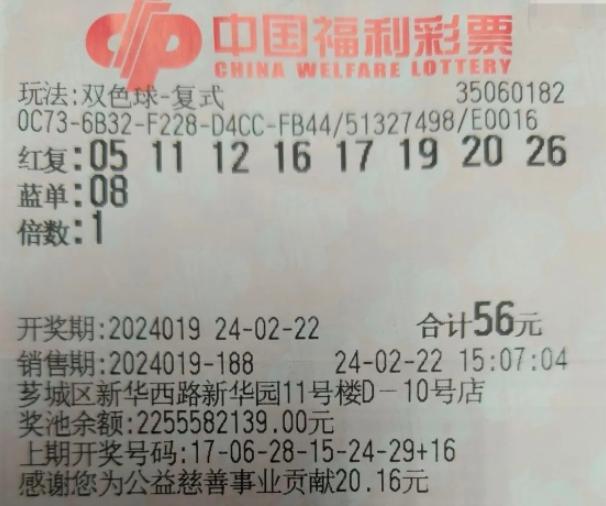 中国福利彩票
CHINA WELFARE LOTTERY
玩法:双色球-复式 35060182
0C73-6B32-F228-D4CC-FB44/51327498/E0016
红复:05 11 12 16 17 19 20 26
蓝单:08
倍数:1
开奖期:2024019 24-02-22 合计56元
销售期:2024019-188 24-02-22 15:07:04
芗城区新华西路新华园11号楼D-10号店
奖池余额:2255582139.00元
上期开奖号码:17-06-28-15-24-29+16
感谢您为公益慈善事业贡献20.16元